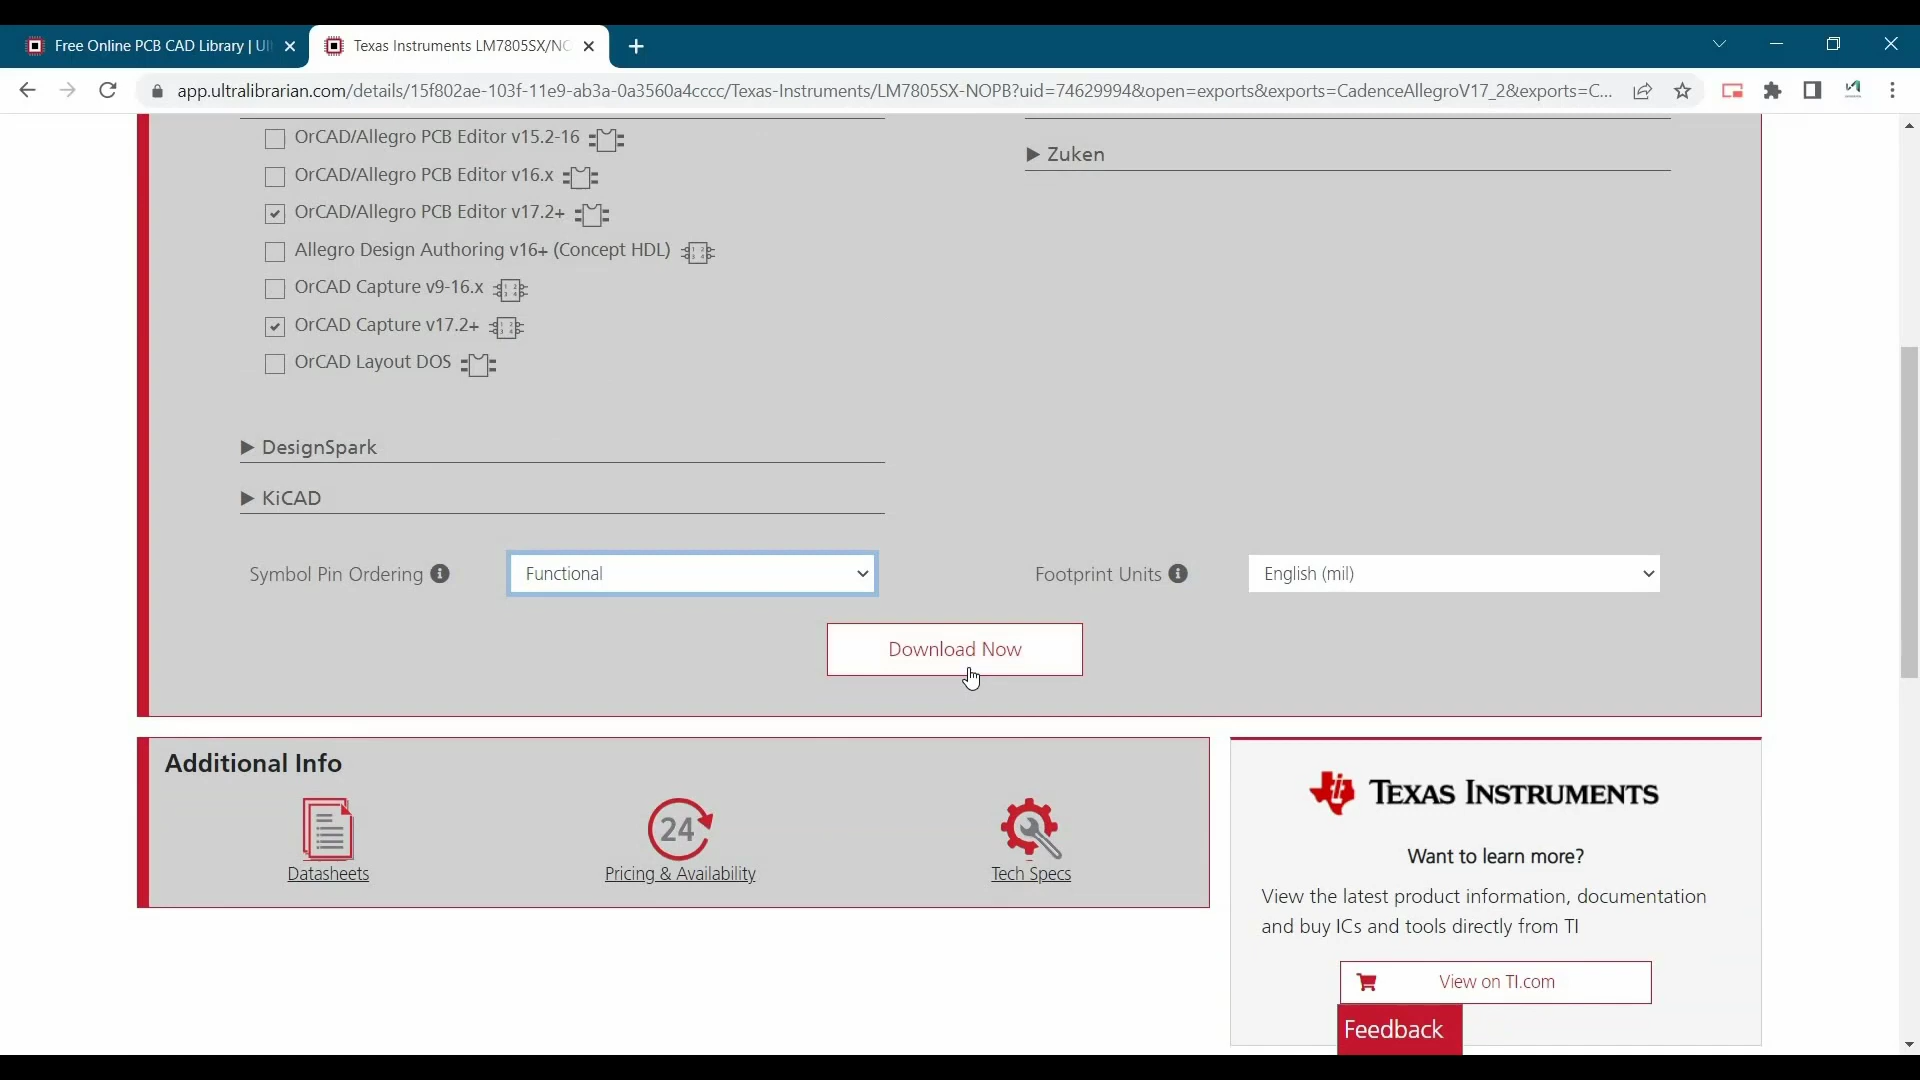 Free Online PCB CAD Library | Ul
Texas Instruments LM7805SX/NO
app.ultralibrarian.com/details/15f802ae-103f-11e9-ab3a-0a3560a4cccc/Texas-Instruments/LM7805SX-NOPB?uid=74629994&open=exports&exports=CadenceAllegroV17_2&exports=C...
OrCAD/Allegro PCB Editor v15.2-16
OrCAD/Allegro PCB Editor v16.x
OrCAD/Allegro PCB Editor v17.2+
Allegro Design Authoring v16+ (Concept HDL)
OrCAD Capture v9-16.x
OrCAD Capture v17.2+
OrCAD Layout DOS
DesignSpark
KiCAD
Zuken
Symbol Pin Ordering
Functional
Footprint Units
English (mil)
Download Now
Additional Info
24
Datasheets
Pricing & Availability
Tech Specs
TEXAS INSTRUMENTS
Want to learn more?
View the latest product information, documentation
and buy ICs and tools directly from TI
View on TI.com
Feedback